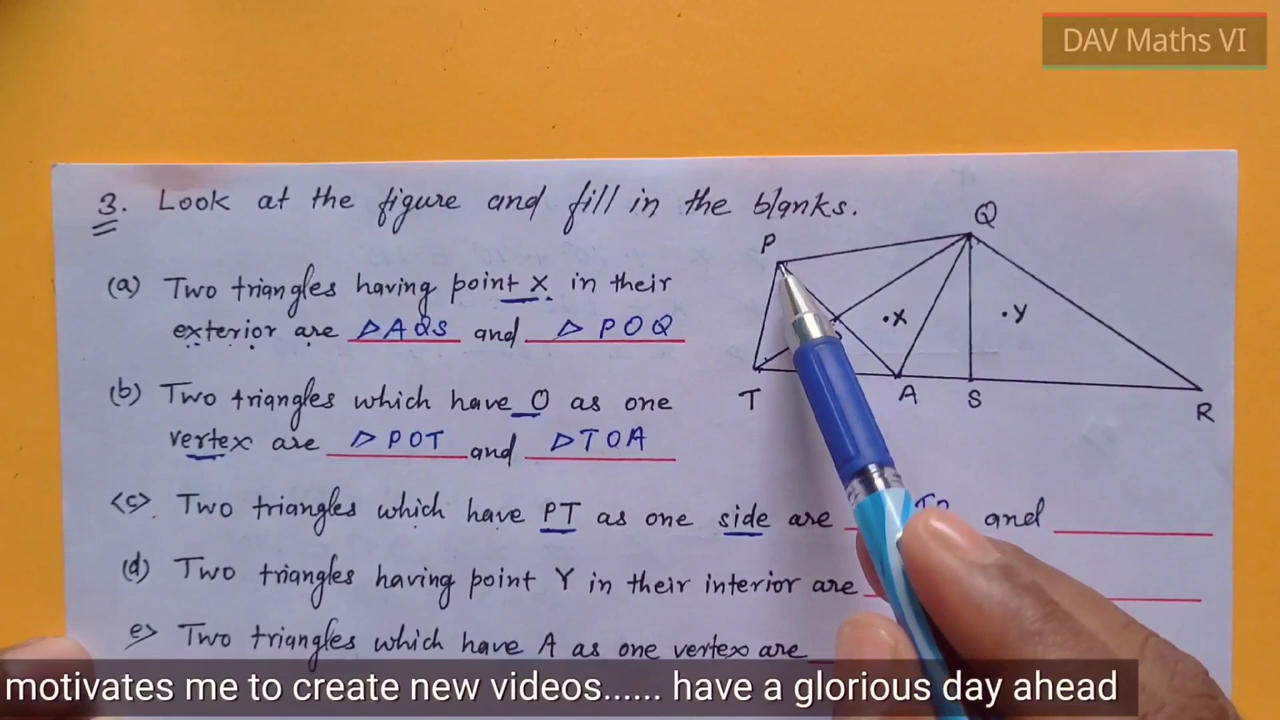 DAV Maths VI
3. Look at the figure and fill in the blanks.
(a) Two triangles having point X in their
exterior are △AQS and △POQ
(b) Two triangles which have O as one
vertex are △POT and △TOA
(c) Two triangles which have PT as one side are and
(d) Two triangles having point Y in their interior are
e) Two triangles which have A as one vertex are
P
Q
X
Y
T
A
S
R
motivates me to create new videos...... have a glorious day ahead